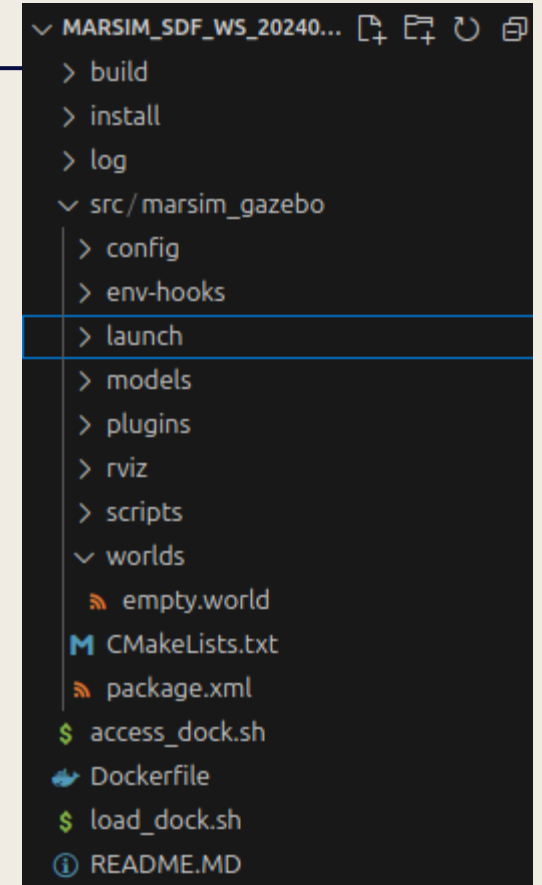 MARSIM_SDF_WS_20240...
build
install
log
src/marsim_gazebo
config
env-hooks
launch
models
plugins
rviz
scripts
worlds
empty.world
CMakeLists.txt
package.xml
$ access_dock.sh
Dockerfile
$ load_dock.sh
README.MD